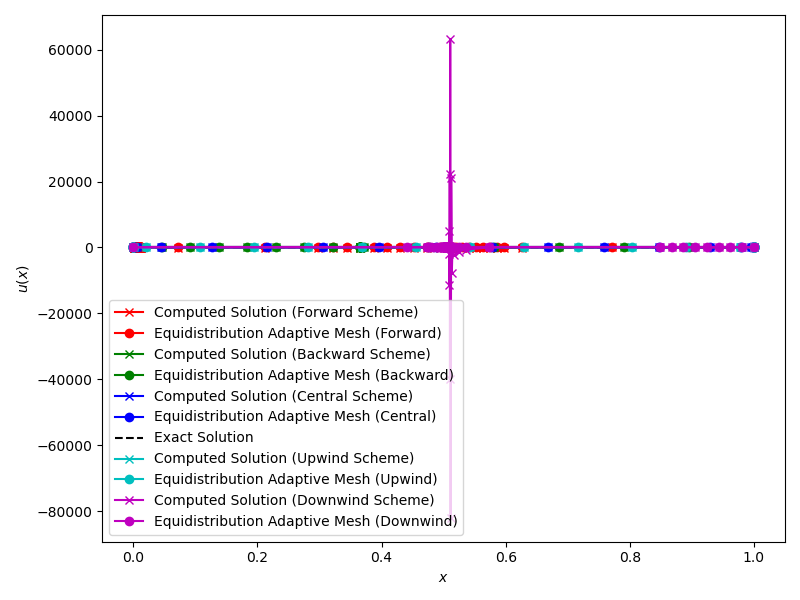 60000
40000
20000
0
−20000
−40000
−60000
−80000
u(x)
Computed Solution (Forward Scheme)
Equidistribution Adaptive Mesh (Forward)
Computed Solution (Backward Scheme)
Equidistribution Adaptive Mesh (Backward)
Computed Solution (Central Scheme)
Equidistribution Adaptive Mesh (Central)
Exact Solution
Computed Solution (Upwind Scheme)
Equidistribution Adaptive Mesh (Upwind)
Computed Solution (Downwind Scheme)
Equidistribution Adaptive Mesh (Downwind)
0.0 0.2 0.4 0.6 0.8 1.0
x